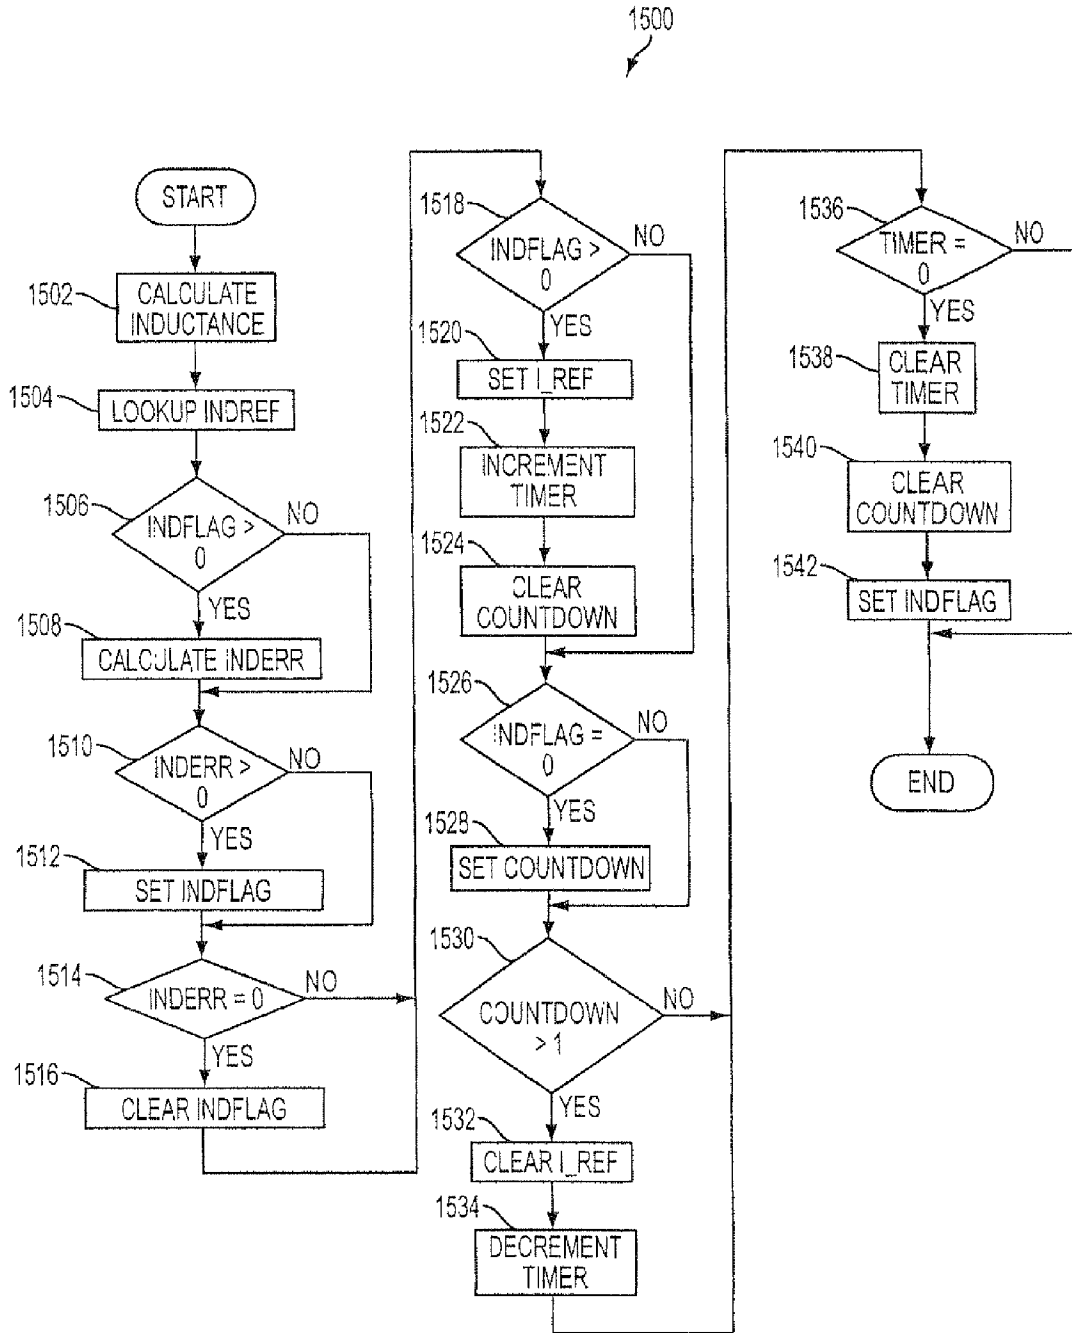 1500
START
1502
CALCULATE
INDUCTANCE
1504
LOOKUP INDREF
1506
INDFLAG >
0
NO
YES
1508
CALCULATE INDERR
1510
INDERR >
0
NO
YES
1512
SET INDFLAG
1514
INDERR = 0
NO
YES
1516
CLEAR INDFLAG
1518
INDFLAG >
0
NO
YES
1520
SET I_REF
1522
INCREMENT
TIMER
1524
CLEAR
COUNTDOWN
1526
INDFLAG =
0
NO
YES
1528
SET COUNTDOWN
1530
COUNTDOWN
> 1
NO
YES
1532
CLEAR I_REF
1534
DECREMENT
TIMER
1536
TIMER =
0
NO
YES
1538
CLEAR
TIMER
1540
CLEAR
COUNTDOWN
1542
SET INDFLAG
END